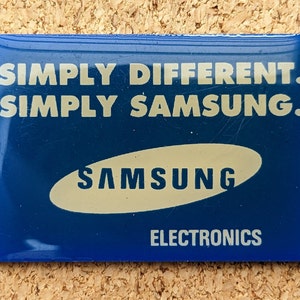 SIMPLY DIFFERENT.
SIMPLY SAMSUNG.
SAMSUNG
ELECTRONICS